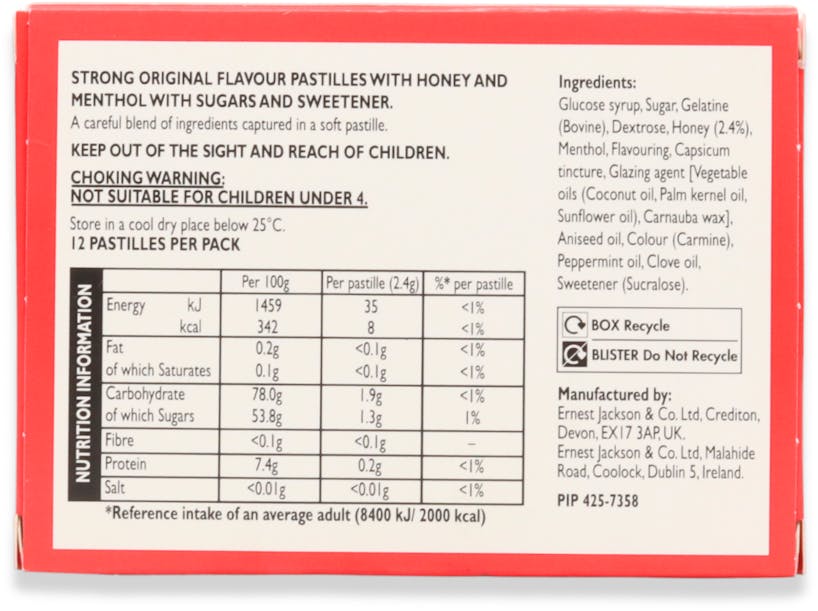 STRONG ORIGINAL FLAVOUR PASTILLES WITH HONEY AND
MENTHOL WITH SUGARS AND SWEETENER.
A careful blend of ingredients captured in a soft pastille.
KEEP OUT OF THE SIGHT AND REACH OF CHILDREN.
CHOKING WARNING:
NOT SUITABLE FOR CHILDREN UNDER 4.
Store in a cool dry place below 25°C.
12 PASTILLES PER PACK
NUTRITION INFORMATION
Per 100g Per pastille (2.4g) %* per pastille
Energy kJ 1459 35 <1%
kcal 342 8 <1%
Fat 0.2g <0.1g <1%
of which Saturates 0.1g <0.1g <1%
Carbohydrate 78.0g 1.9g <1%
of which Sugars 53.8g 1.3g 1%
Fibre <0.1g <0.1g –
Protein 7.4g 0.2g <1%
Salt <0.01g <0.01g <1%
*Reference intake of an average adult (8400 kJ/ 2000 kcal)
Ingredients:
Glucose syrup, Sugar, Gelatine
(Bovine), Dextrose, Honey (2.4%),
Menthol, Flavouring, Capsicum
tincture, Glazing agent [Vegetable
oils (Coconut oil, Palm kernel oil,
Sunflower oil), Carnauba wax],
Aniseed oil, Colour (Carmine),
Peppermint oil, Clove oil,
Sweetener (Sucralose).
BOX Recycle
BLISTER Do Not Recycle
Manufactured by:
Ernest Jackson & Co. Ltd, Crediton,
Devon, EX17 3AP, UK.
Ernest Jackson & Co. Ltd, Malahide
Road, Coolock, Dublin 5, Ireland.
PIP 425-7358